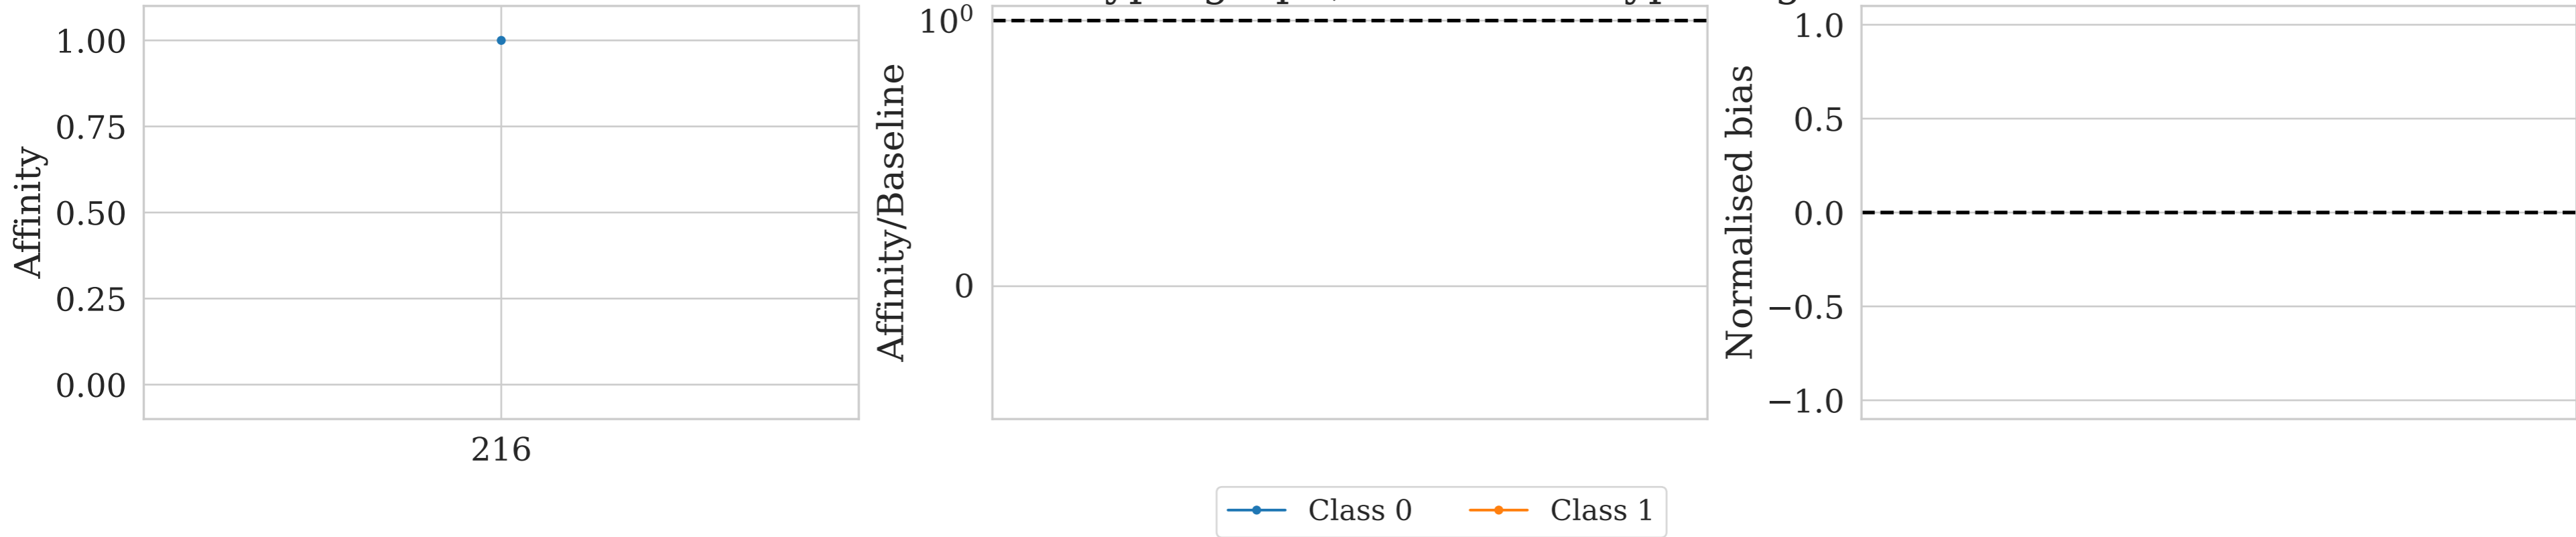 Affinity
1.00
0.75
0.50
0.25
0.00
216
Affinity/Baseline
10⁰
0
Normalised bias
1.0
0.5
0.0
−0.5
−1.0
Class 0
Class 1